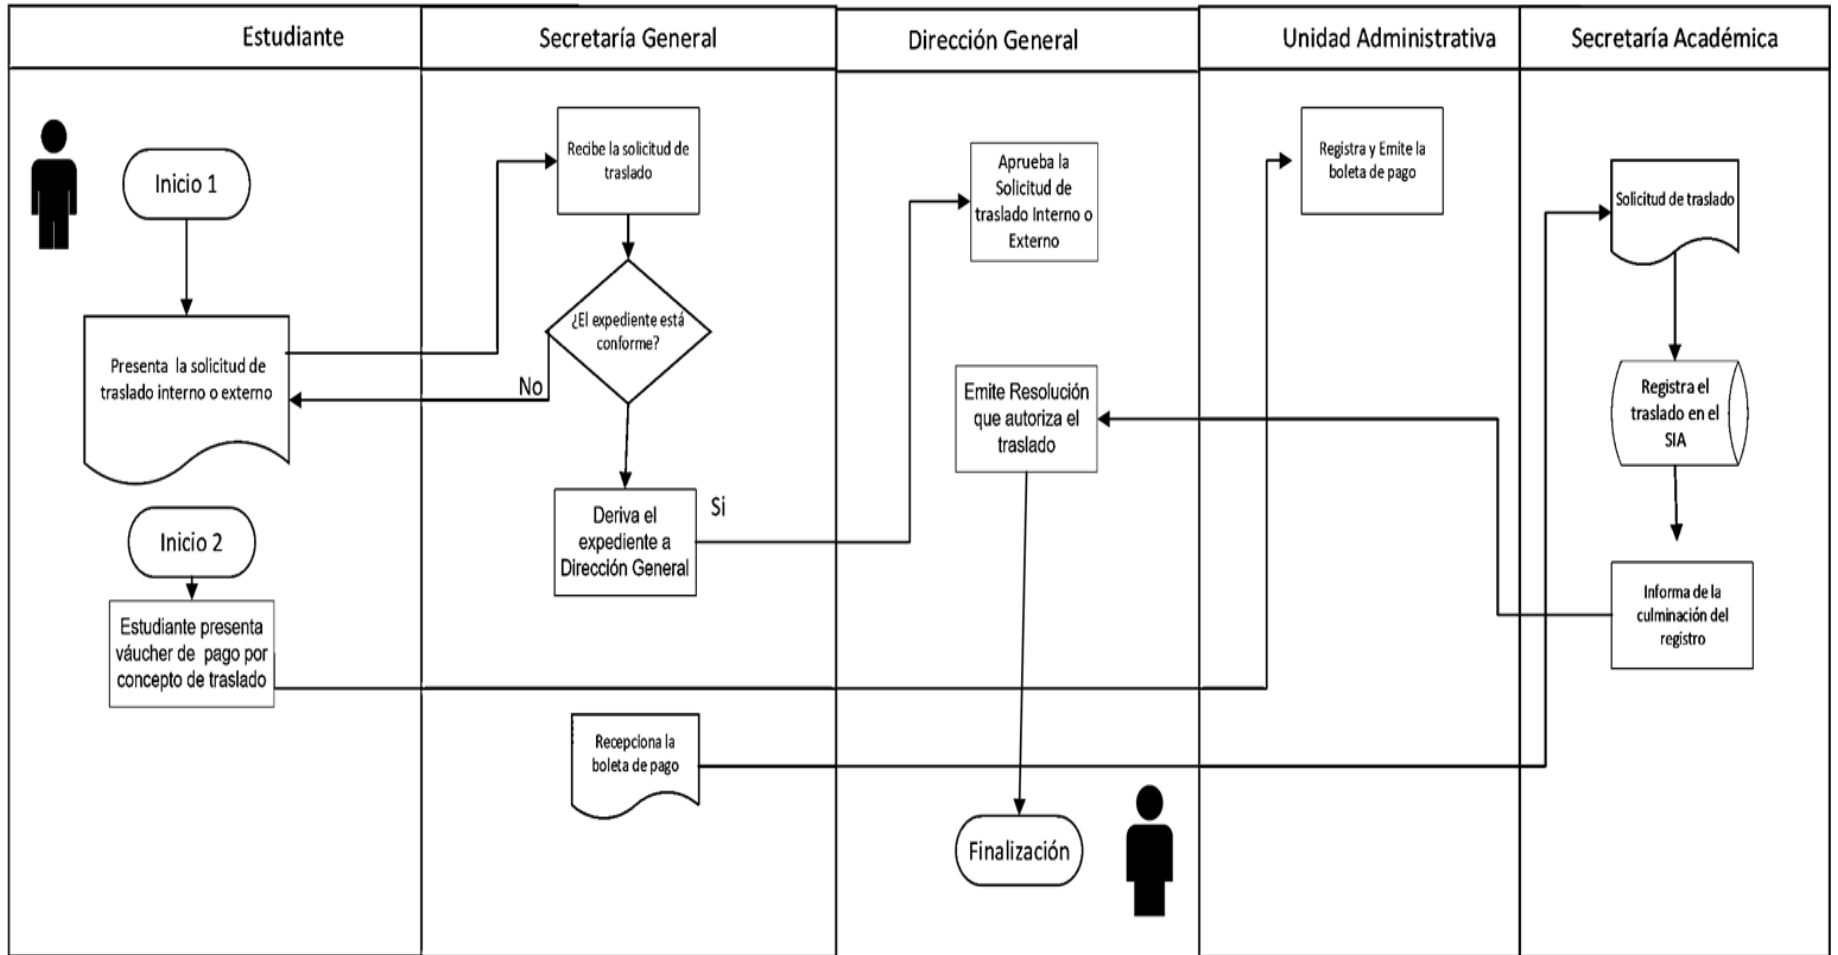 Estudiante
Secretaría General
Dirección General
Unidad Administrativa
Secretaría Académica
Inicio 1
Presenta la solicitud de
traslado interno o externo
Inicio 2
Estudiante presenta
váucher de pago por
concepto de traslado
Recibe la solicitud de
traslado
¿El expediente está
conforme?
No
Si
Deriva el
expediente a
Dirección General
Recepciona la
boleta de pago
Aprueba la
Solicitud de
traslado Interno o
Externo
Emite Resolución
que autoriza el
traslado
Finalización
Registra y Emite la
boleta de pago
Solicitud de traslado
Registra el
traslado en el
SIA
Informa de la
culminación del
registro